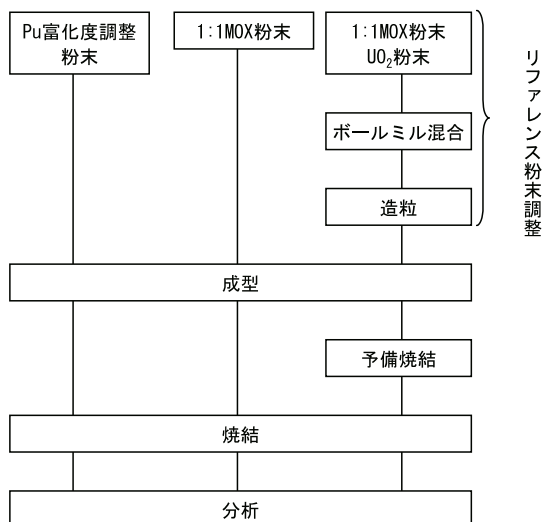 Pu富化度調整
粉末
1:1MOX粉末
1:1MOX粉末
UO₂粉末
ボールミル混合
造粒
リファレンス粉末調整
成型
予備焼結
焼結
分析